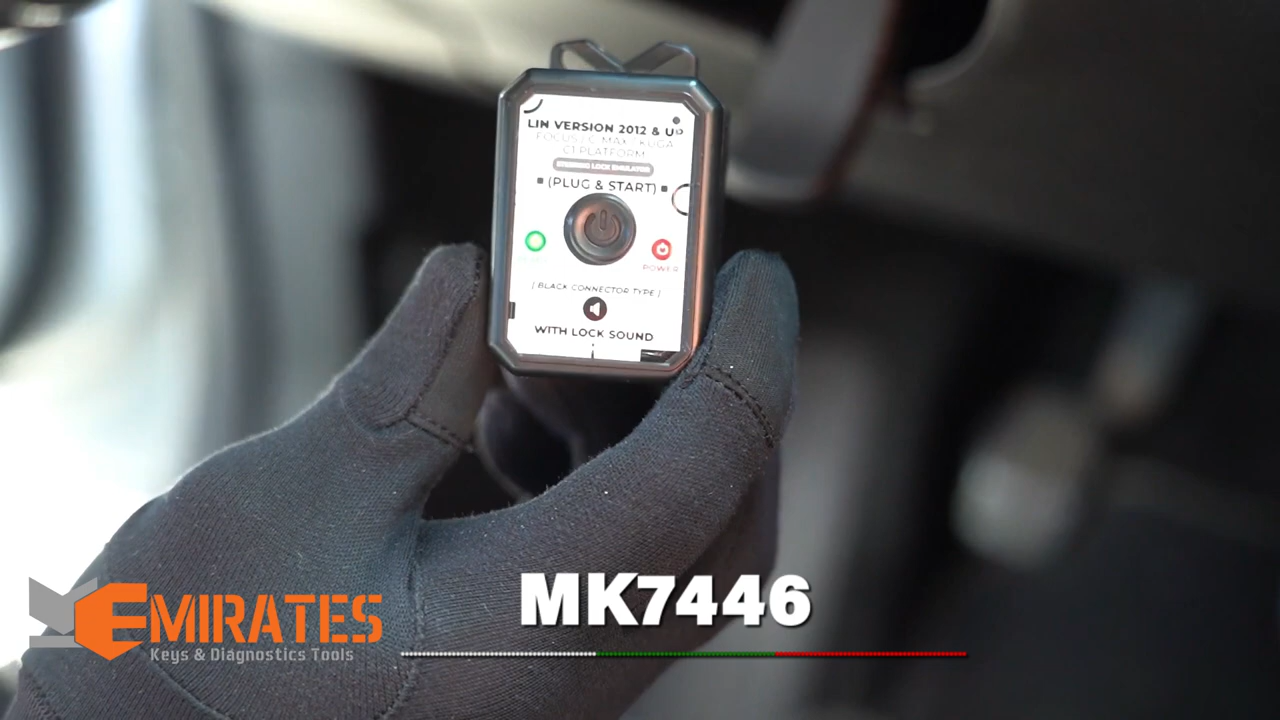 LIN VERSION 2012 & UP
FOCUS / C-MAX / KUGA
C1 PLATFORM
STEERING LOCK EMULATOR
(PLUG & START)
POWER
[ BLACK CONNECTOR TYPE ]
WITH LOCK SOUND
MK7446
EMIRATES
Keys & Diagnostics Tools